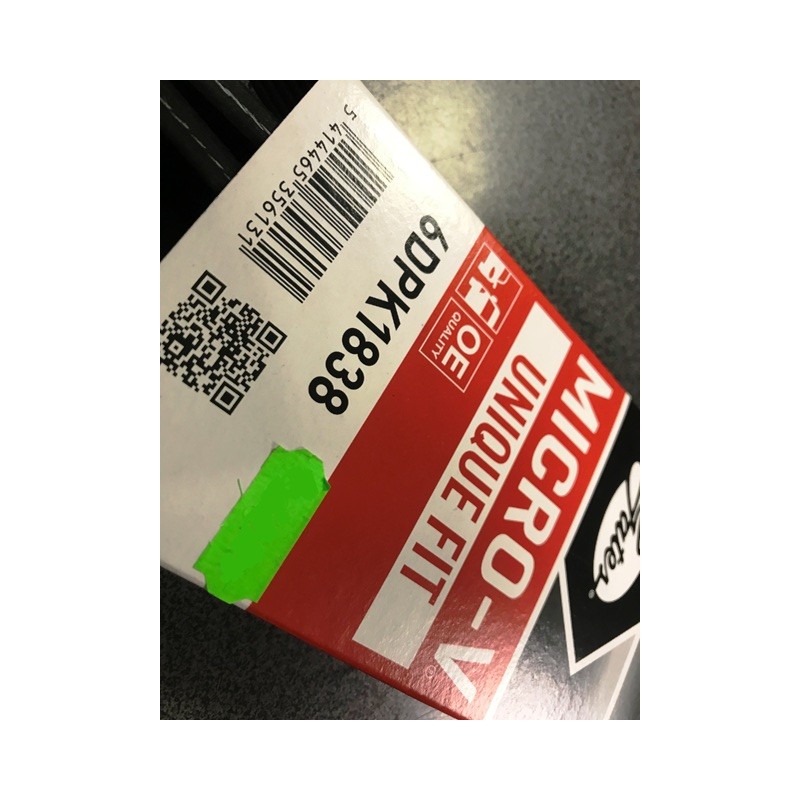 Gates®
MICRO-V®
UNIQUE FIT
OE
QUALITY
6DPK1838
5 414465 356131